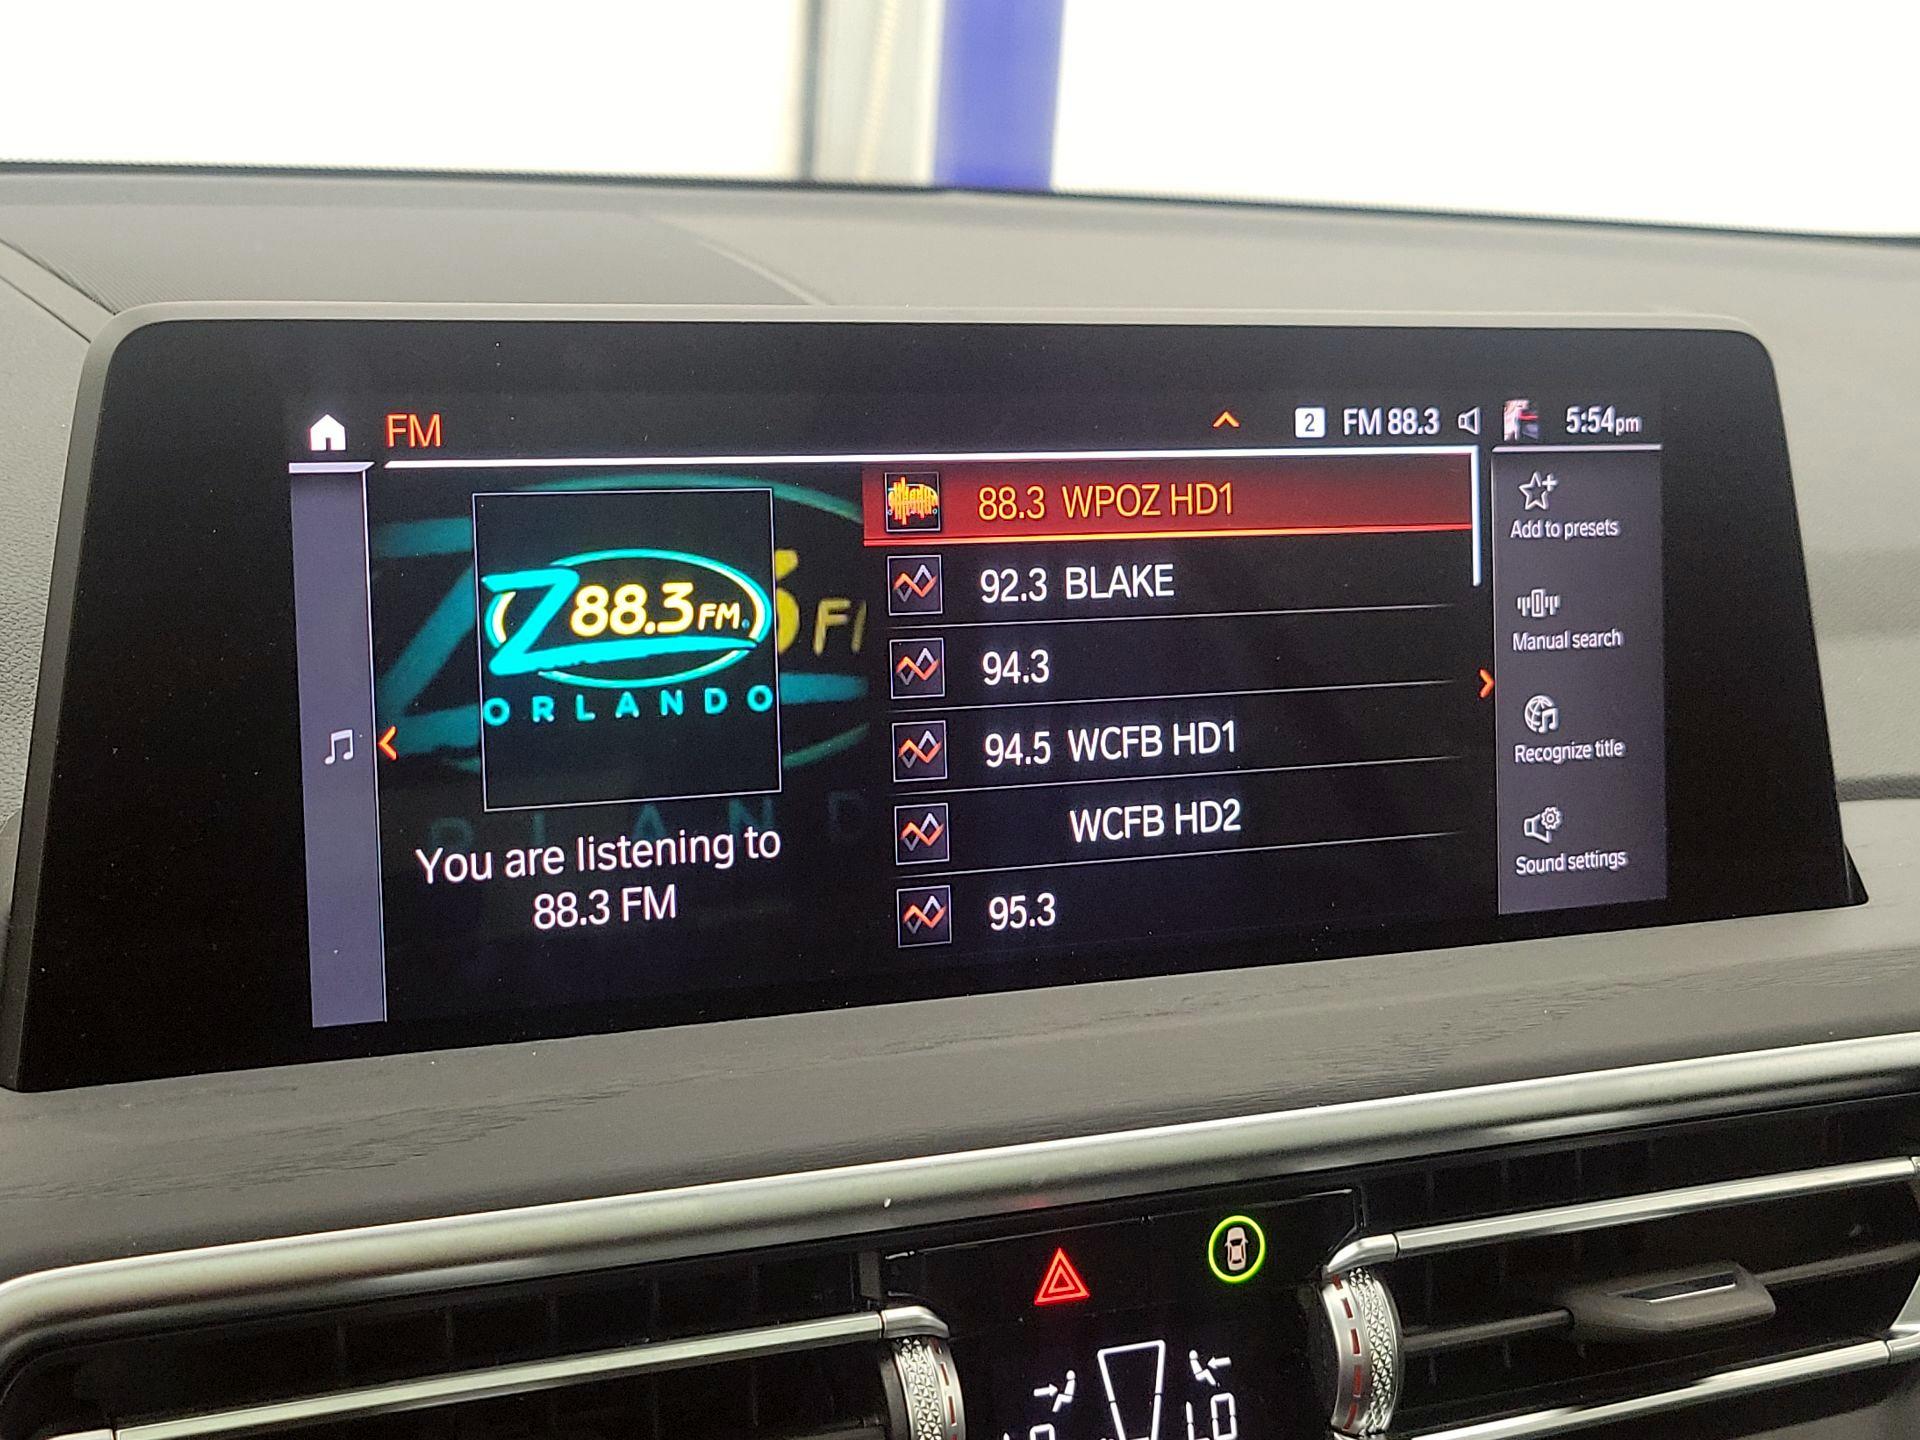 FM
2 FM 88.3 5:54pm
Z88.3 FM
ORLANDO
You are listening to
88.3 FM
88.3 WPOZ HD1
92.3 BLAKE
94.3
94.5 WCFB HD1
WCFB HD2
95.3
Add to presets
Manual search
Recognize title
Sound settings